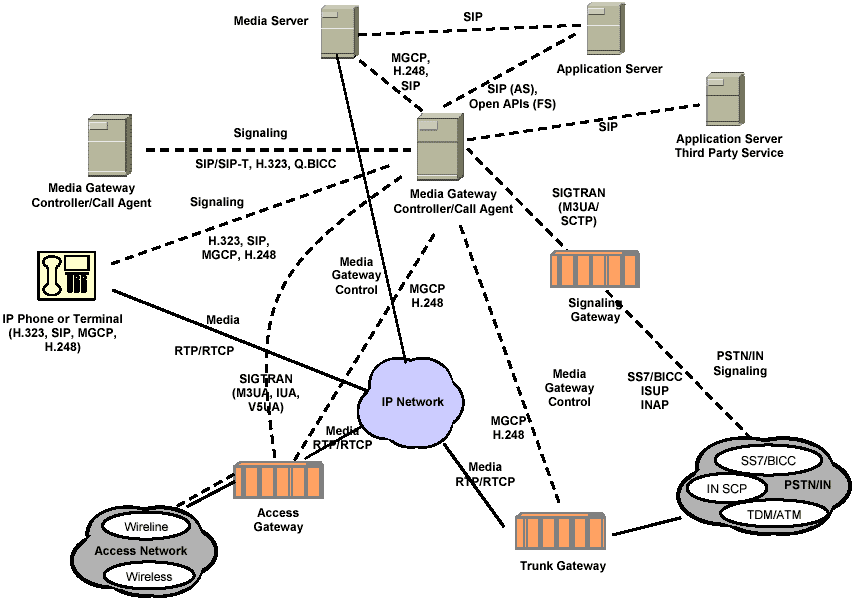 Media Server
SIP
Application Server
MGCP,
H.248,
SIP
SIP (AS),
Open APIs (FS)
SIP
Application Server
Third Party Service
Signaling
SIP/SIP-T, H.323, Q.BICC
Media Gateway
Controller/Call Agent
Media Gateway
Controller/Call Agent
SIGTRAN
(M3UA/
SCTP)
Signaling
H.323, SIP,
MGCP, H.248
Media
Gateway
Control
MGCP
H.248
Signaling
Gateway
IP Phone or Terminal
(H.323, SIP, MGCP,
H.248)
Media
RTP/RTCP
SIGTRAN
(M3UA, IUA,
V5UA)
IP Network
Media
Gateway
Control
PSTN/IN
Signaling
SS7/BICC
ISUP
INAP
Media
RTP/RTCP
MGCP
H.248
Media
RTP/RTCP
SS7/BICC
IN SCP
PSTN/IN
TDM/ATM
Access
Gateway
Wireline
Access Network
Wireless
Trunk Gateway